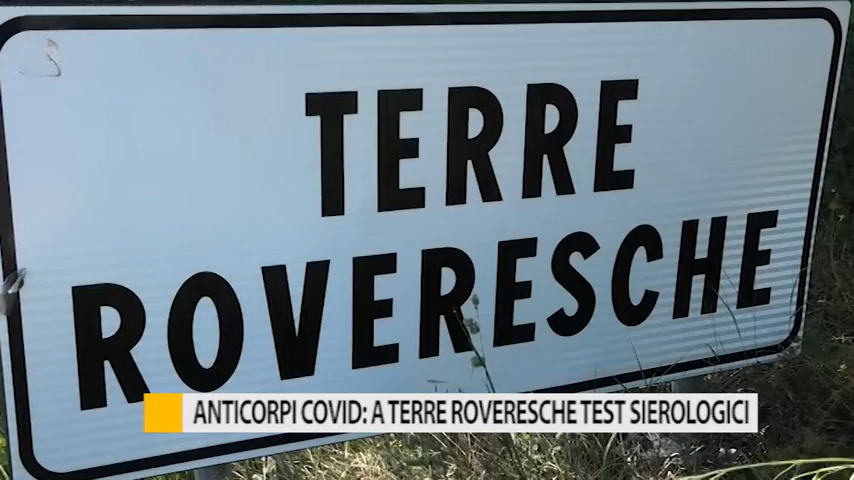 TERRE
ROVERESCHE
ANTICORPI COVID: A TERRE ROVERESCHE TEST SIEROLOGICI